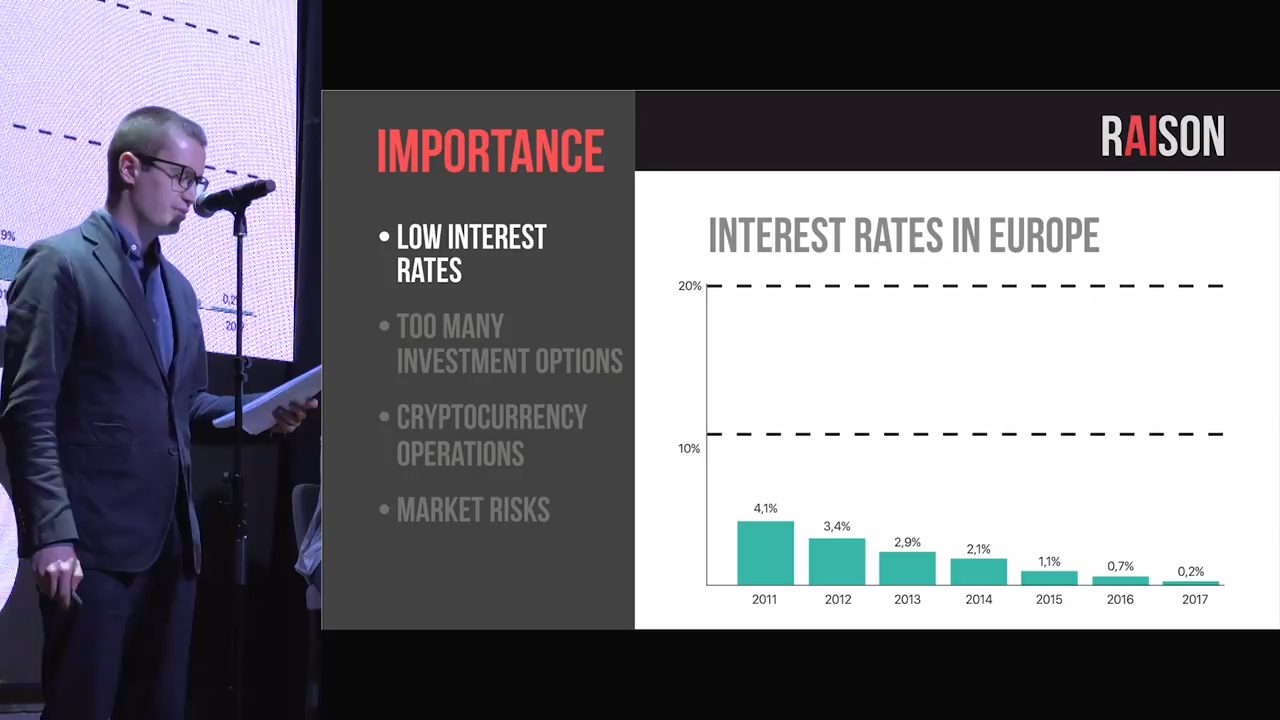 IMPORTANCE
• LOW INTEREST
RATES
• TOO MANY
INVESTMENT OPTIONS
• CRYPTOCURRENCY
OPERATIONS
• MARKET RISKS
RAISON
INTEREST RATES IN EUROPE
20%
10%
4,1%
3,4%
2,9%
2,1%
1,1%
0,7%
0,2%
2011
2012
2013
2014
2015
2016
2017
9%